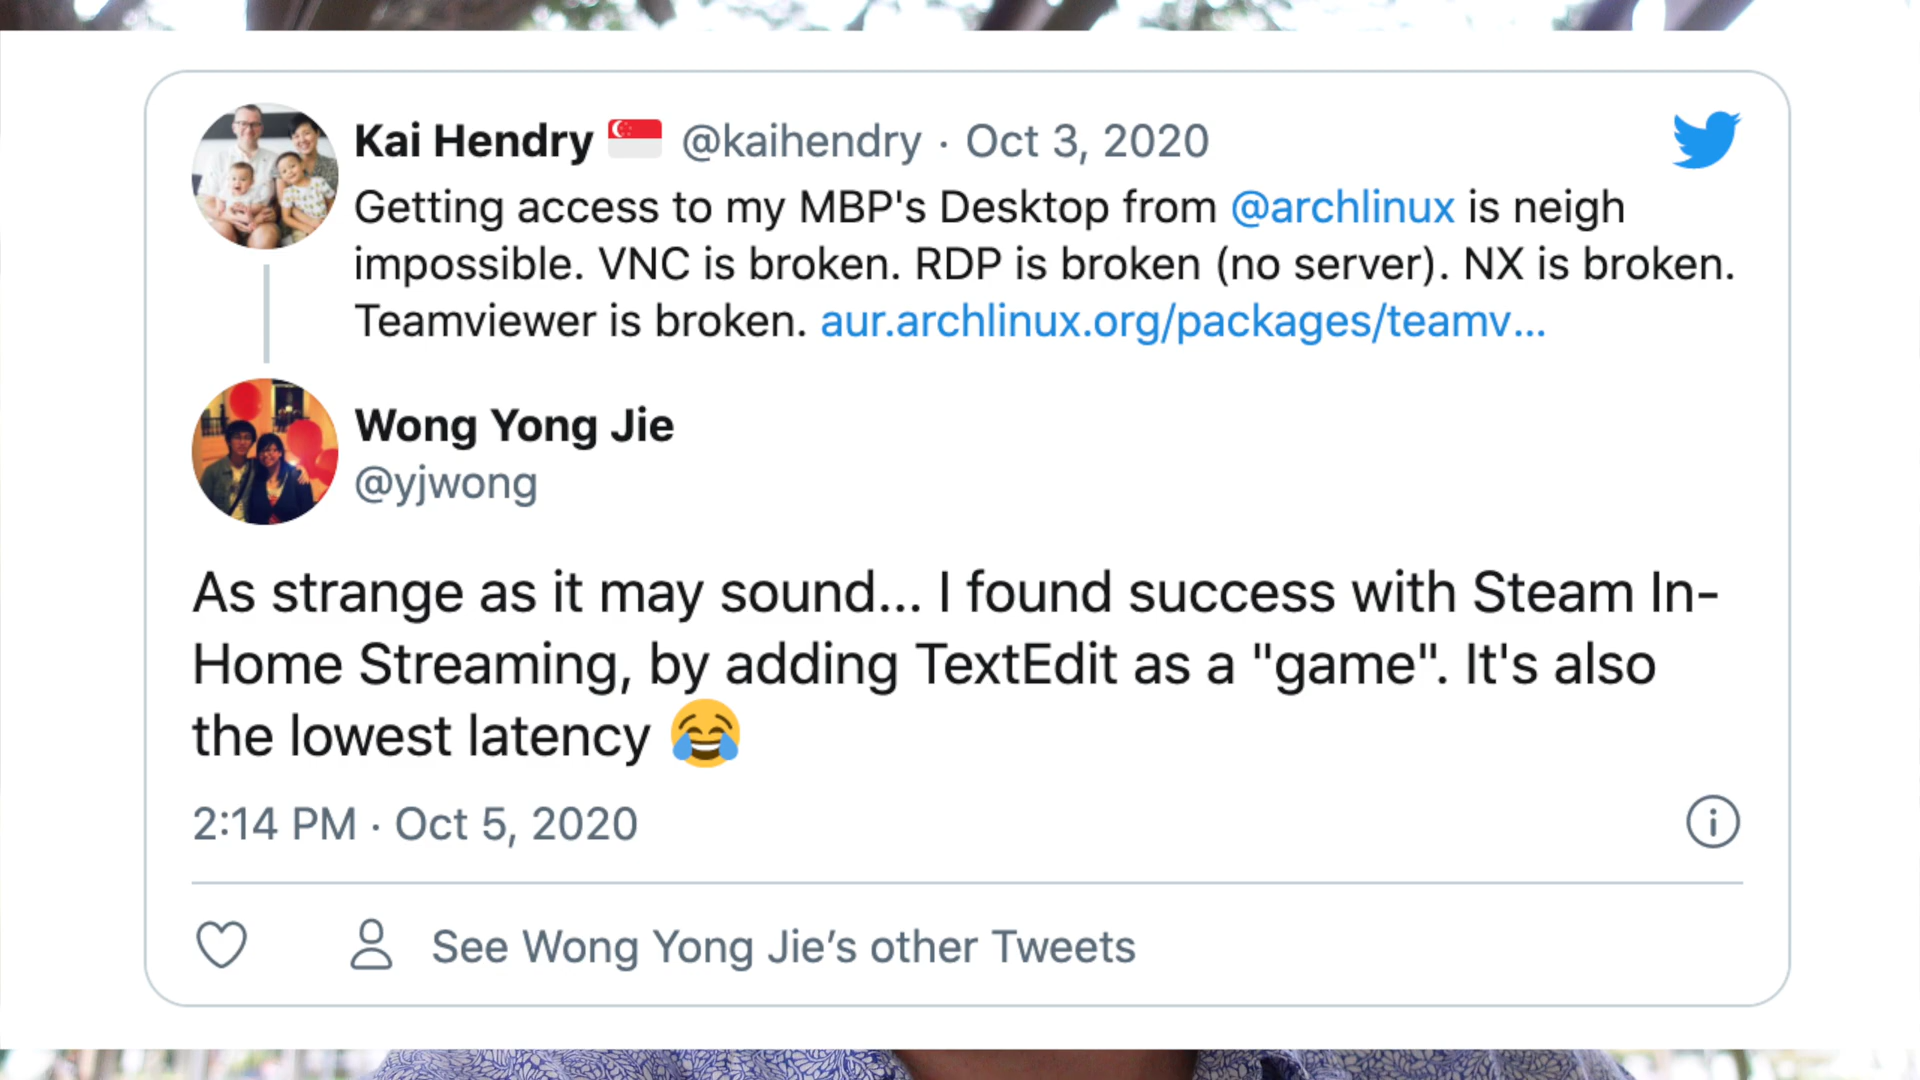 Kai Hendry 🇸🇬 @kaihendry · Oct 3, 2020
Getting access to my MBP's Desktop from @archlinux is neigh
impossible. VNC is broken. RDP is broken (no server). NX is broken.
Teamviewer is broken. aur.archlinux.org/packages/teamv...
Wong Yong Jie
@yjwong
As strange as it may sound... I found success with Steam In-
Home Streaming, by adding TextEdit as a "game". It's also
the lowest latency 😂
2:14 PM · Oct 5, 2020
See Wong Yong Jie’s other Tweets